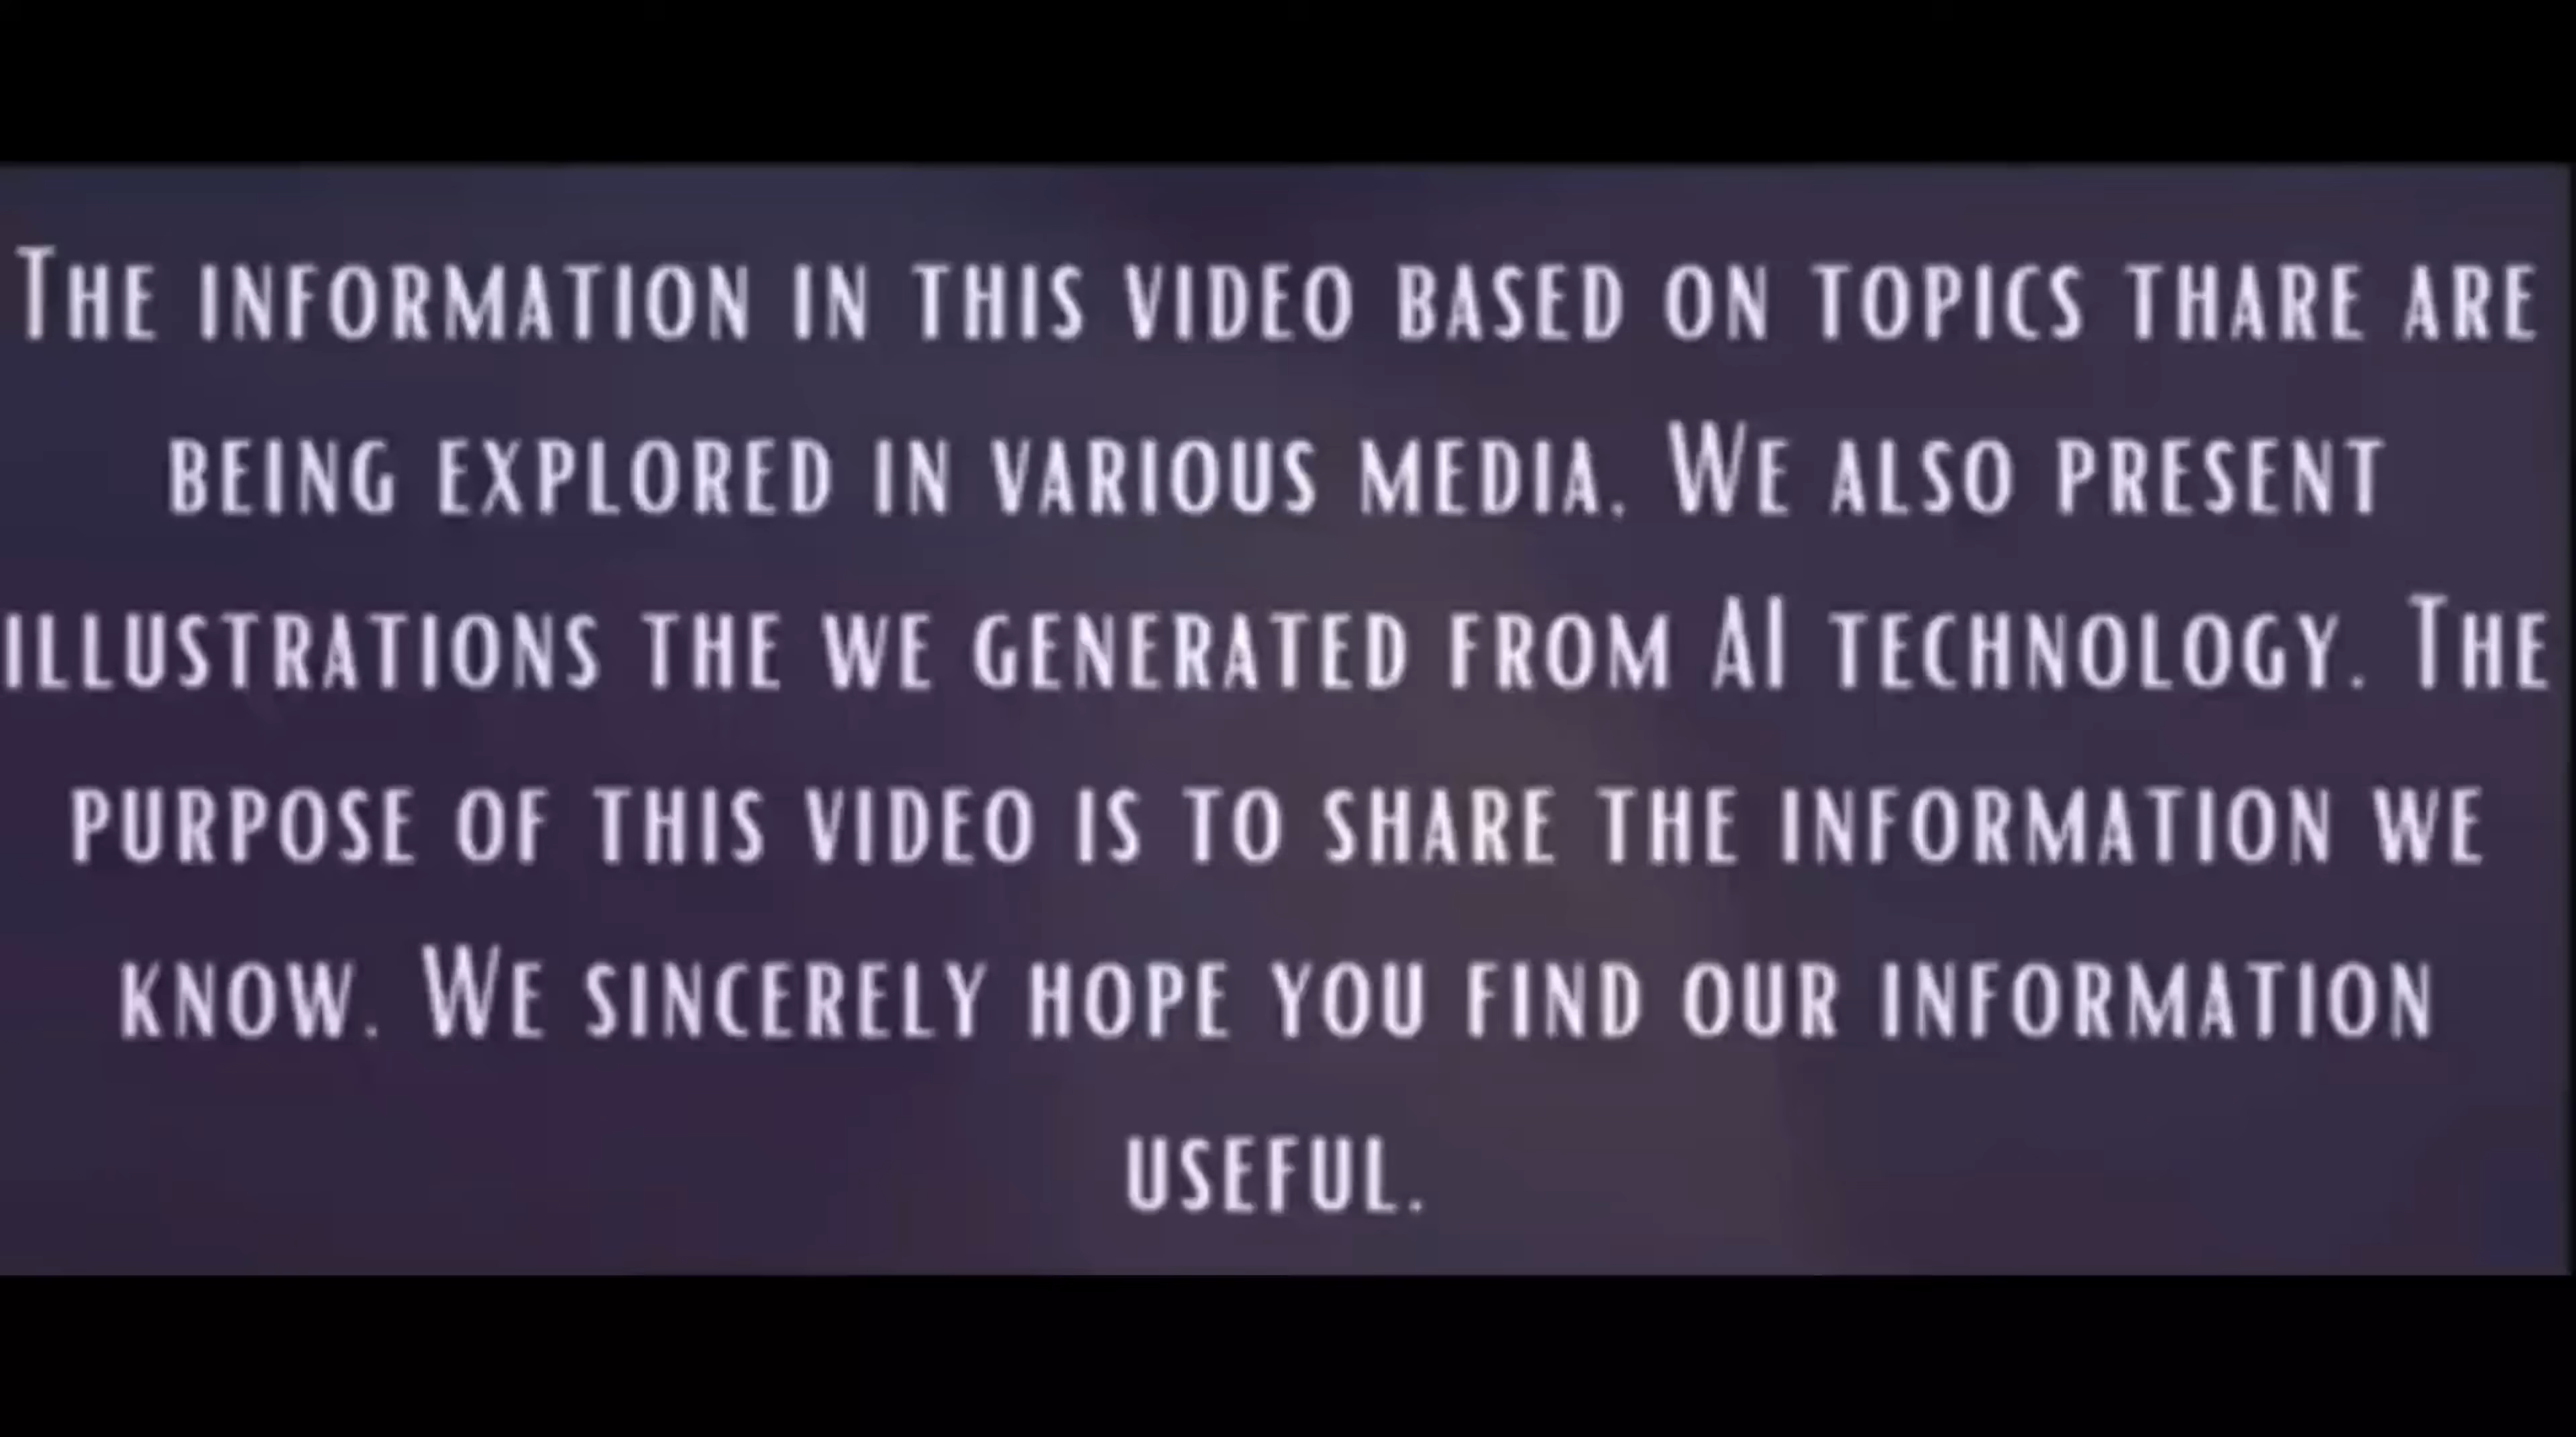 The information in this video based on topics thare are
being explored in various media. We also present
illustrations the we generated from AI technology. The
purpose of this video is to share the information we
know. We sincerely hope you find our information
useful.